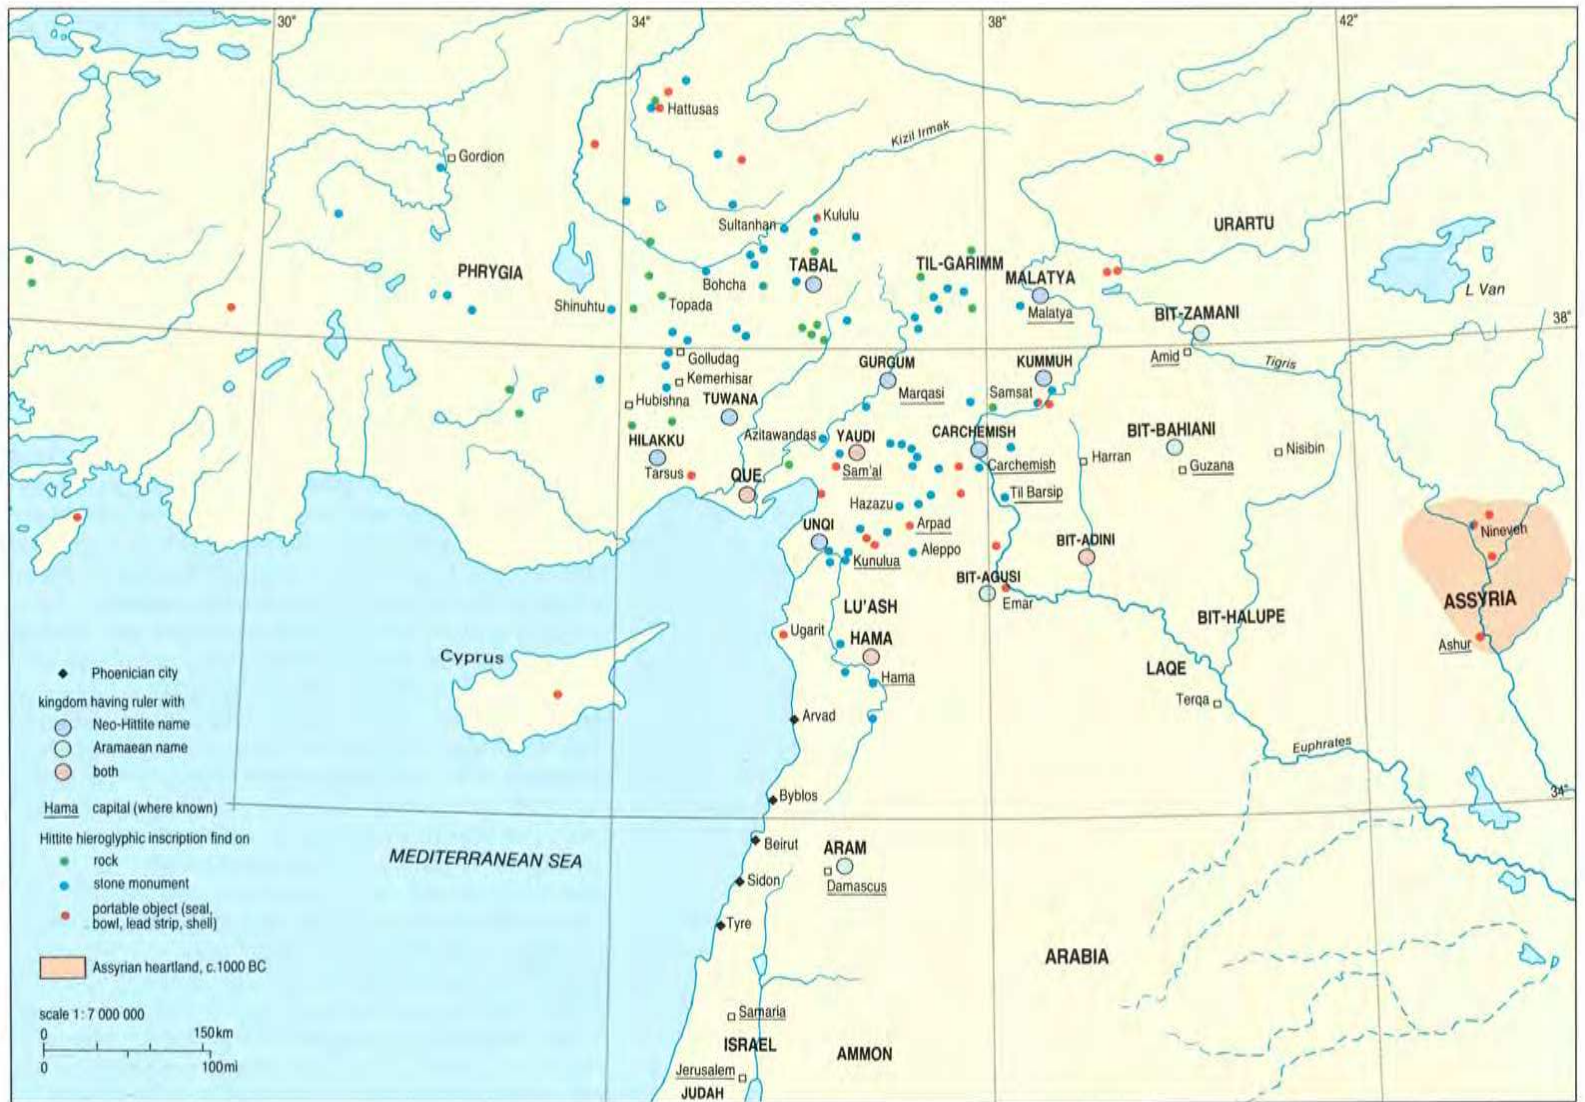 30°
34°
38°
42°
Hattusas
Kizil Irmak
Gordion
Kululu
Sultanhan
URARTU
PHRYGIA
TABAL
TIL-GARIMM
MALATYA
Bohcha
L Van
Shinuhtu
Topada
Malatya
BIT-ZAMANI
38°
Golludag
GURGUM
KUMMUH
Amid
Tigris
Kemerhisar
Marqasi
Samsat
Hubishna
TUWANA
HILAKKU
Azitawandas
YAUDI
CARCHEMISH
BIT-BAHIANI
Tarsus
QUE
Sam'al
Carchemish
Harran
Guzana
Nisibin
Hazazu
Til Barsip
UNQI
Arpad
Nineveh
Kunulua
Aleppo
BIT-ADINI
BIT-AGUSI
Emar
ASSYRIA
LU'ASH
BIT-HALUPE
Ugarit
HAMA
Ashur
Cyprus
Hama
LAQE
Terqa
Arvad
Euphrates
Byblos
34°
Beirut
ARAM
MEDITERRANEAN SEA
Sidon
Damascus
Tyre
ARABIA
Samaria
ISRAEL
AMMON
Jerusalem
JUDAH
Phoenician city
kingdom having ruler with
Neo-Hittite name
Aramaean name
both
Hama capital (where known)
Hittite hieroglyphic inscription find on
rock
stone monument
portable object (seal,
bowl, lead strip, shell)
Assyrian heartland, c.1000 BC
scale 1:7 000 000
0 150km
0 100mi